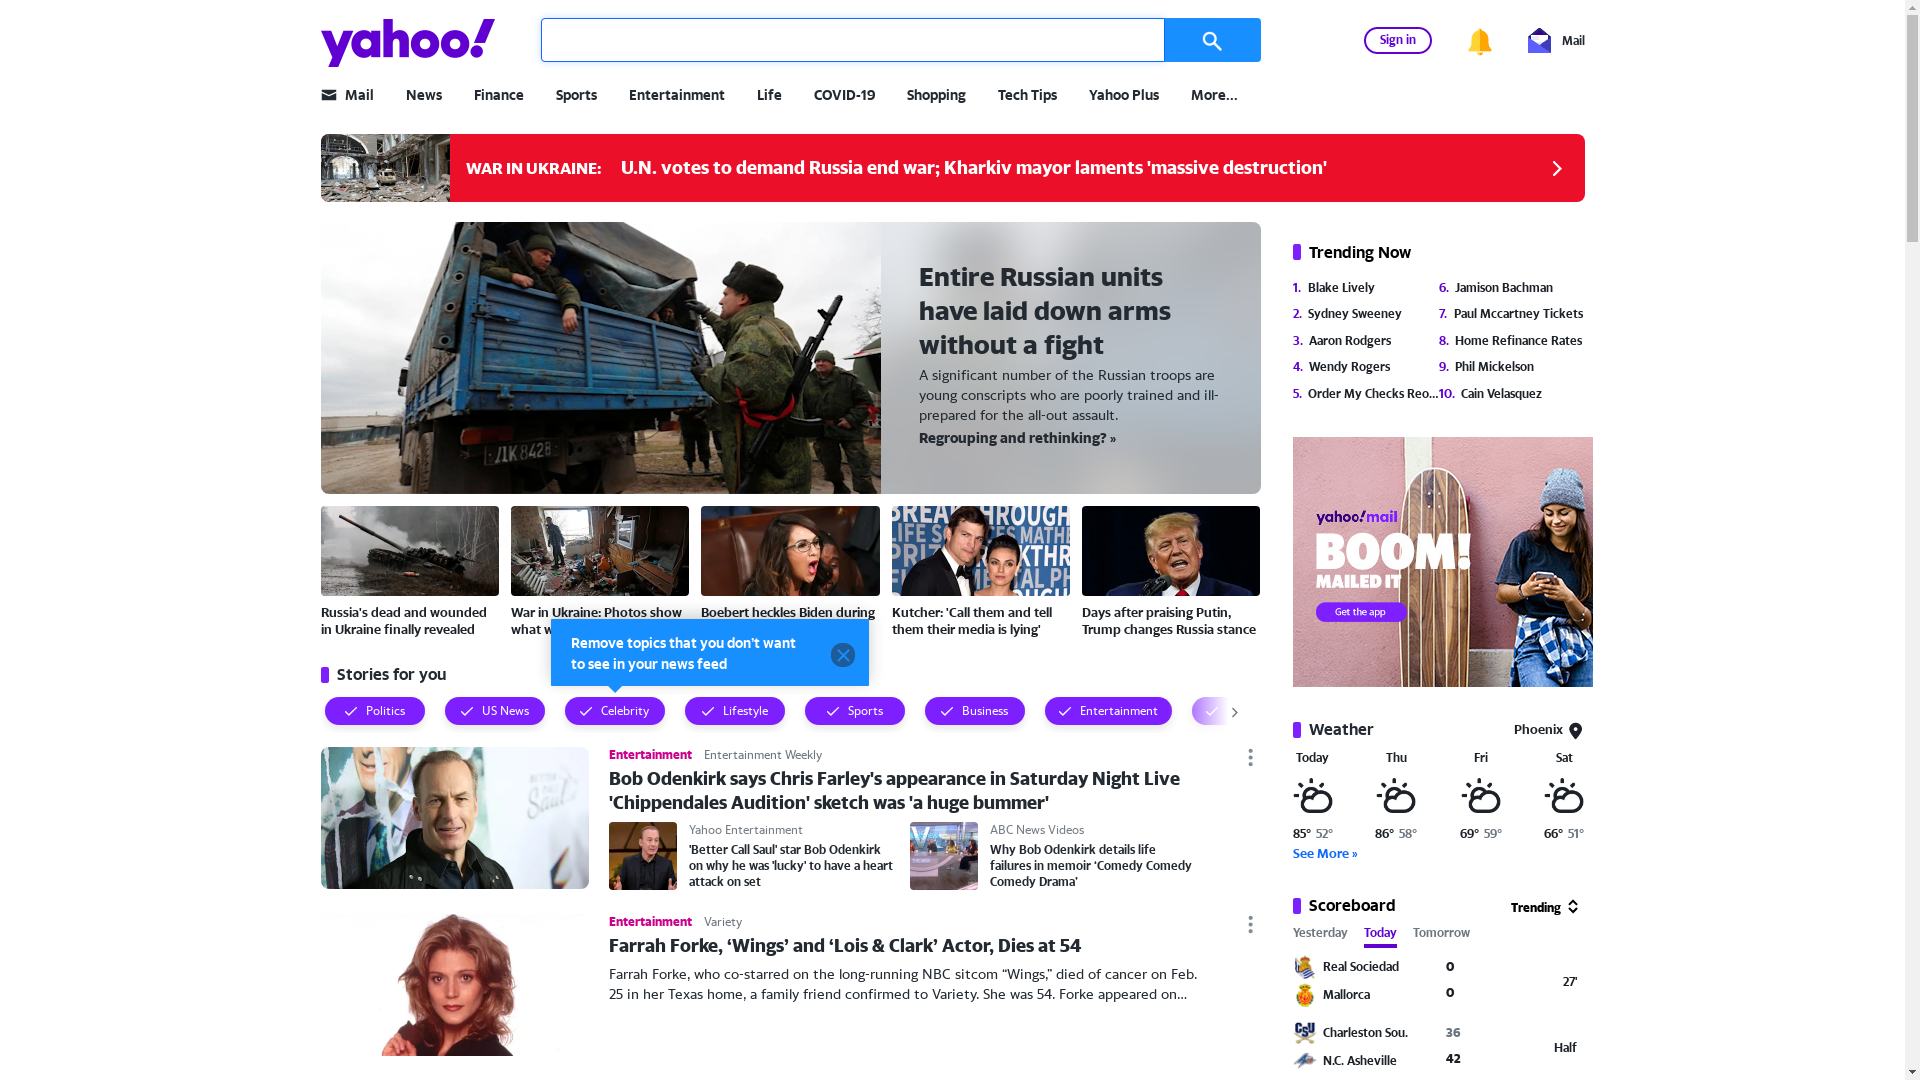 yahoo!
Sign in
Mail
Mail
News
Finance
Sports
Entertainment
Life
COVID-19
Shopping
Tech Tips
Yahoo Plus
More...
WAR IN UKRAINE: U.N. votes to demand Russia end war; Kharkiv mayor laments 'massive destruction'
Entire Russian units
have laid down arms
without a fight
A significant number of the Russian troops are
young conscripts who are poorly trained and ill-
prepared for the all-out assault.
Regrouping and rethinking? »
Russia's dead and wounded
in Ukraine finally revealed
War in Ukraine: Photos show
what w
Boebert heckles Biden during
Kutcher: 'Call them and tell
them their media is lying'
Days after praising Putin,
Trump changes Russia stance
Remove topics that you don't want
to see in your news feed
Stories for you
Politics
US News
Celebrity
Lifestyle
Sports
Business
Entertainment
Entertainment Entertainment Weekly
Bob Odenkirk says Chris Farley's appearance in Saturday Night Live
'Chippendales Audition' sketch was 'a huge bummer'
Yahoo Entertainment
'Better Call Saul' star Bob Odenkirk
on why he was 'lucky' to have a heart
attack on set
ABC News Videos
Why Bob Odenkirk details life
failures in memoir ‘Comedy Comedy
Comedy Drama’
Entertainment Variety
Farrah Forke, ‘Wings’ and ‘Lois & Clark’ Actor, Dies at 54
Farrah Forke, who co-starred on the long-running NBC sitcom “Wings,” died of cancer on Feb.
25 in her Texas home, a family friend confirmed to Variety. She was 54. Forke appeared on...
Trending Now
1. Blake Lively
2. Sydney Sweeney
3. Aaron Rodgers
4. Wendy Rogers
5. Order My Checks Reo...
6. Jamison Bachman
7. Paul Mccartney Tickets
8. Home Refinance Rates
9. Phil Mickelson
10. Cain Velasquez
yahoo!mail
BOOM!
MAILED IT
Get the app
Weather
Phoenix
Today Thu Fri Sat
85° 52° 86° 58° 69° 59° 66° 51°
See More »
Scoreboard
Trending
Yesterday Today Tomorrow
Real Sociedad 0
Mallorca 0
27'
Charleston Sou. 36
N.C. Asheville 42
Half